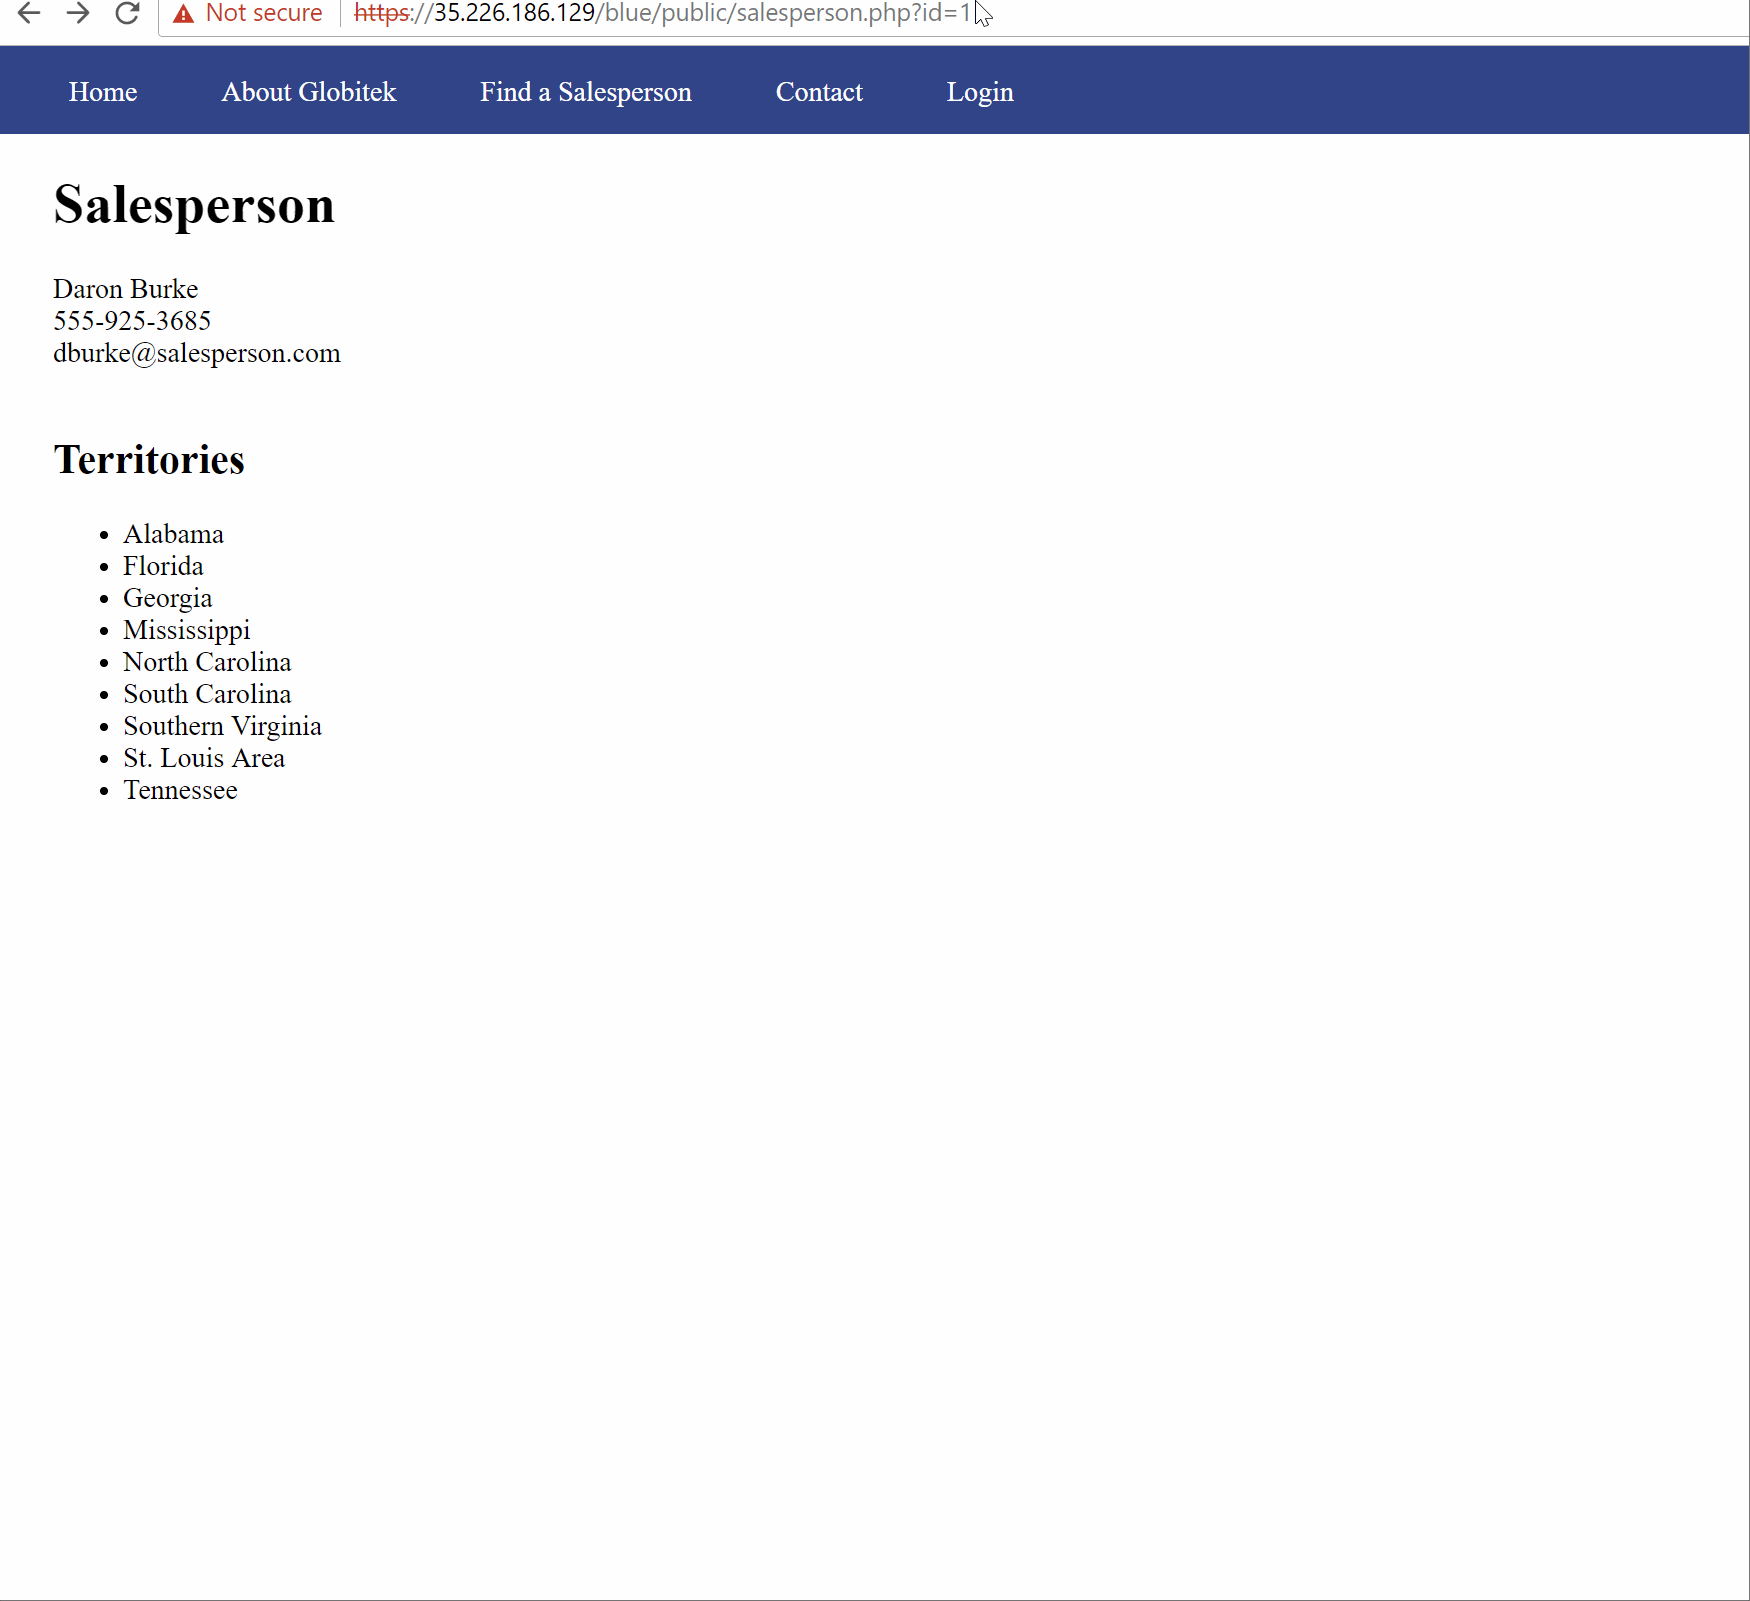 Not secure https://35.226.186.129/blue/public/salesperson.php?id=1
Home About Globitek Find a Salesperson Contact Login
Salesperson
Daron Burke
555-925-3685
dburke@salesperson.com
Territories
• Alabama
• Florida
• Georgia
• Mississippi
• North Carolina
• South Carolina
• Southern Virginia
• St. Louis Area
• Tennessee